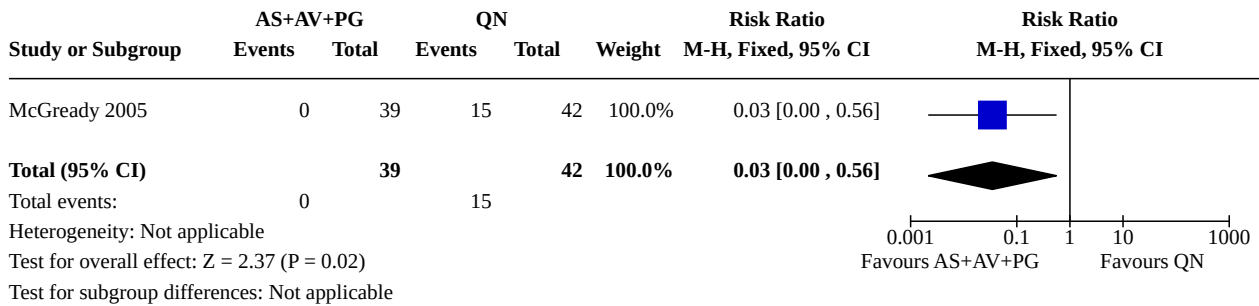 AS+AV+PG QN Risk Ratio Risk Ratio
Study or Subgroup Events Total Events Total Weight M-H, Fixed, 95% CI M-H, Fixed, 95% CI
McGready 2005 0 39 15 42 100.0% 0.03 [0.00 , 0.56]
Total (95% CI) 39 42 100.0% 0.03 [0.00 , 0.56]
Total events: 0 15
Heterogeneity: Not applicable 0.001 0.1 1 10 1000
Test for overall effect: Z = 2.37 (P = 0.02) Favours AS+AV+PG Favours QN
Test for subgroup differences: Not applicable